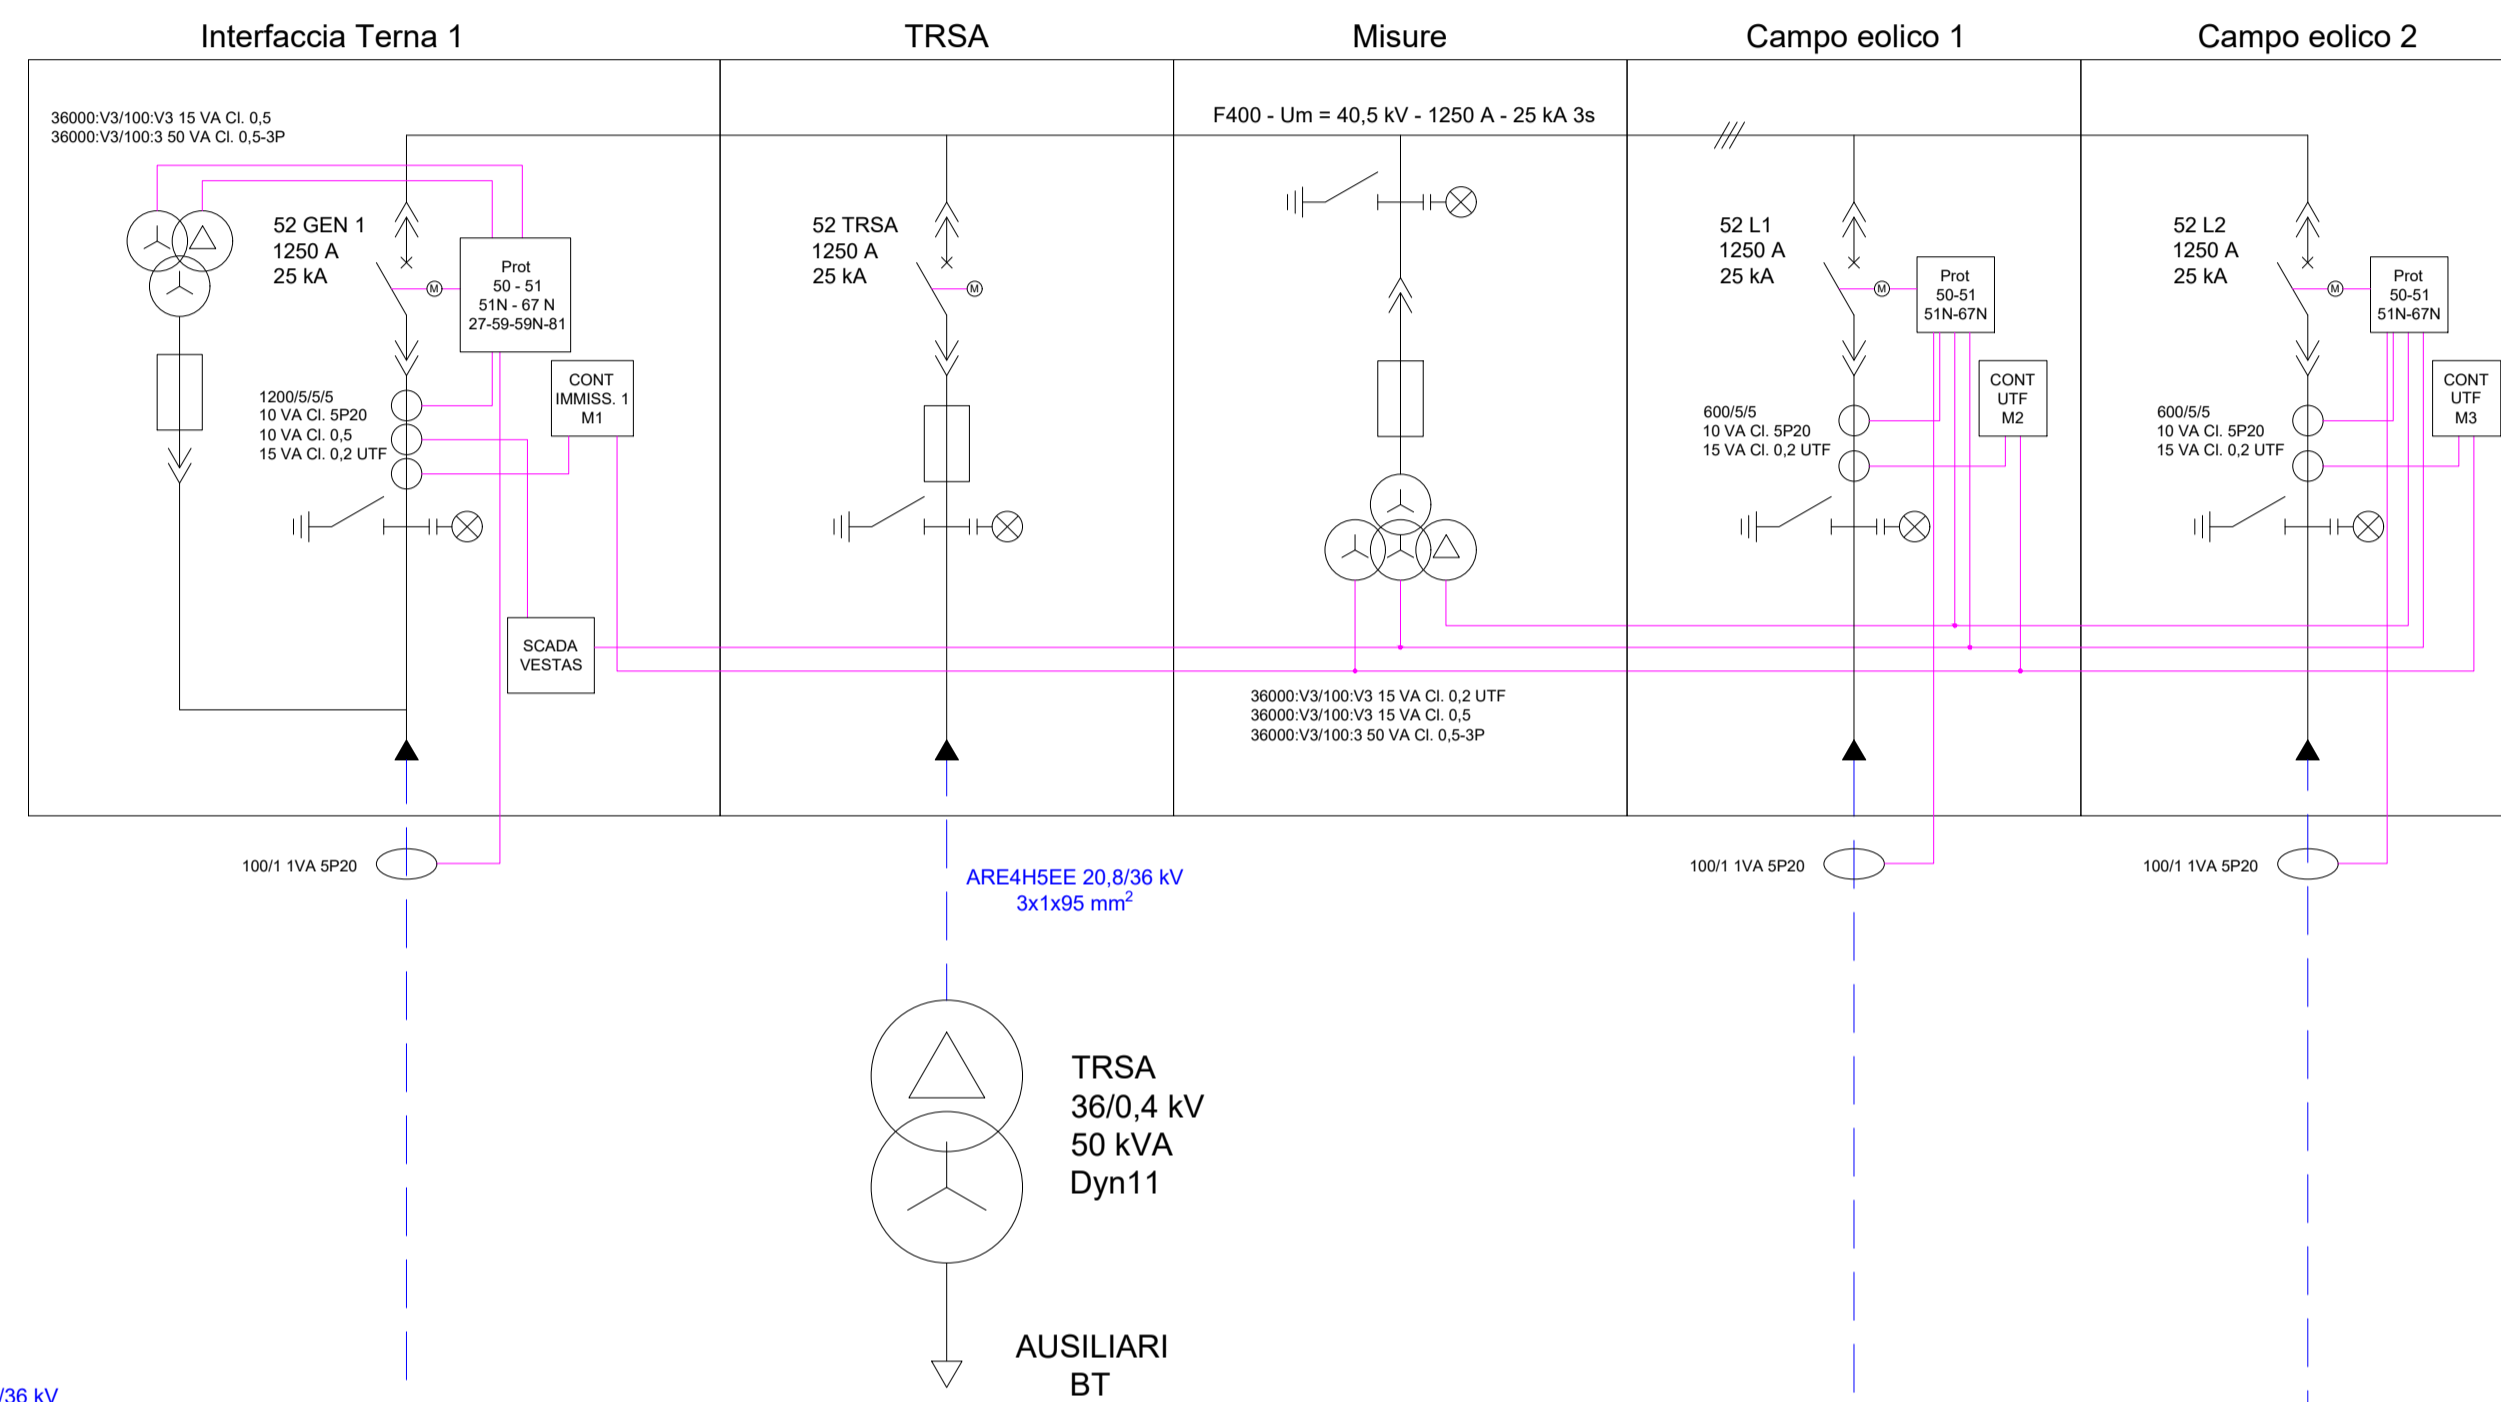 Interfaccia Terna 1
TRSA
Misure
Campo eolico 1
Campo eolico 2
36000:V3/100:V3 15 VA Cl. 0,5
36000:V3/100:3 50 VA Cl. 0,5-3P
F400 - Um = 40,5 kV - 1250 A - 25 kA 3s
52 GEN 1
1250 A
25 kA
M
Prot
50 - 51
51N - 67 N
27-59-59N-81
1200/5/5/5
10 VA Cl. 5P20
10 VA Cl. 0,5
15 VA Cl. 0,2 UTF
CONT
IMMISS. 1
M1
SCADA
VESTAS
52 TRSA
1250 A
25 kA
M
36000:V3/100:V3 15 VA Cl. 0,2 UTF
36000:V3/100:V3 15 VA Cl. 0,5
36000:V3/100:3 50 VA Cl. 0,5-3P
52 L1
1250 A
25 kA
M
Prot
50-51
51N-67N
600/5/5
10 VA Cl. 5P20
15 VA Cl. 0,2 UTF
CONT
UTF
M2
52 L2
1250 A
25 kA
M
Prot
50-51
51N-67N
600/5/5
10 VA Cl. 5P20
15 VA Cl. 0,2 UTF
CONT
UTF
M3
100/1 1VA 5P20
ARE4H5EE 20,8/36 kV
3x1x95 mm²
100/1 1VA 5P20
100/1 1VA 5P20
TRSA
36/0,4 kV
50 kVA
Dyn11
AUSILIARI
BT
/36 kV